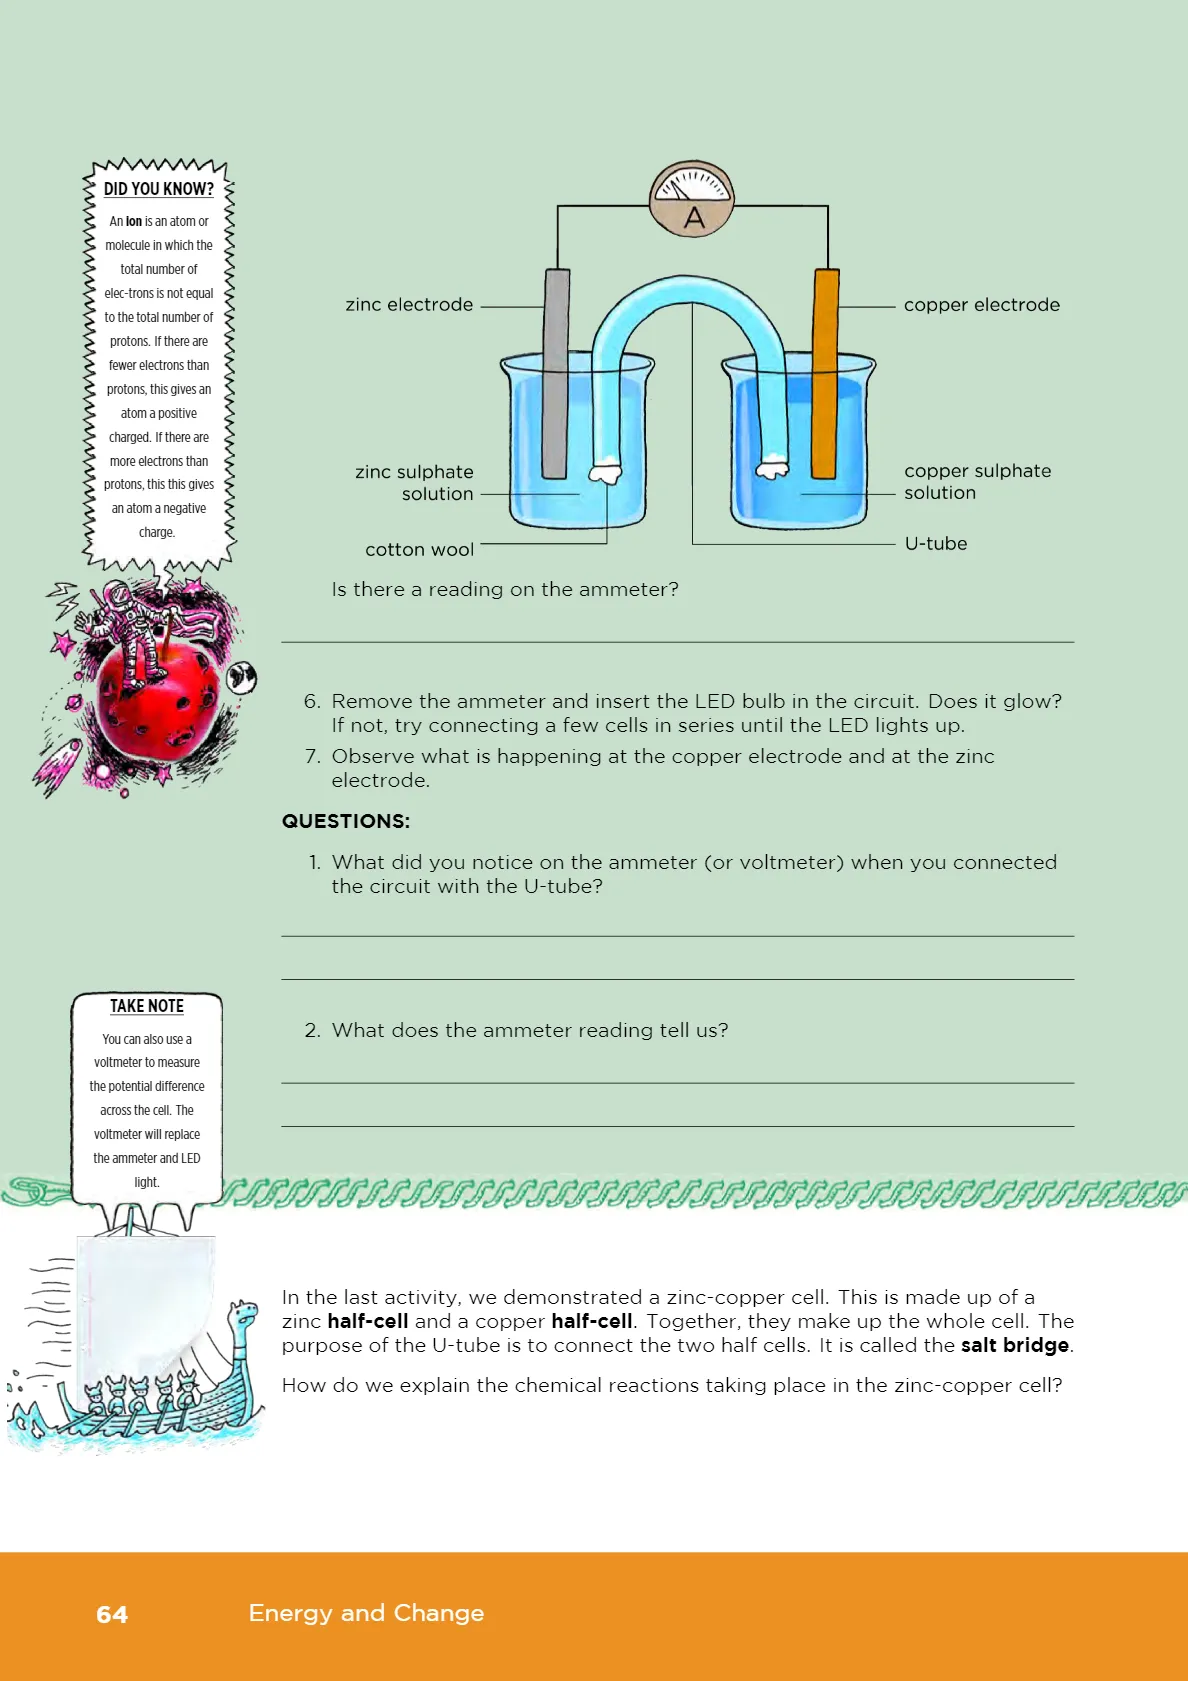 DID YOU KNOW?
An Ion is an atom or
molecule in which the
total number of
elec-trons is not equal
to the total number of
protons. If there are
fewer electrons than
protons, this gives an
atom a positive
charged. If there are
more electrons than
protons, this this gives
an atom a negative
charge.
A
zinc electrode
copper electrode
zinc sulphate
solution
copper sulphate
solution
cotton wool
U-tube
Is there a reading on the ammeter?
6. Remove the ammeter and insert the LED bulb in the circuit. Does it glow?
If not, try connecting a few cells in series until the LED lights up.
7. Observe what is happening at the copper electrode and at the zinc
electrode.
QUESTIONS:
1. What did you notice on the ammeter (or voltmeter) when you connected
the circuit with the U-tube?
2. What does the ammeter reading tell us?
TAKE NOTE
You can also use a
voltmeter to measure
the potential difference
across the cell. The
voltmeter will replace
the ammeter and LED
light.
In the last activity, we demonstrated a zinc-copper cell. This is made up of a
zinc half-cell and a copper half-cell. Together, they make up the whole cell. The
purpose of the U-tube is to connect the two half cells. It is called the salt bridge.
How do we explain the chemical reactions taking place in the zinc-copper cell?
64
Energy and Change